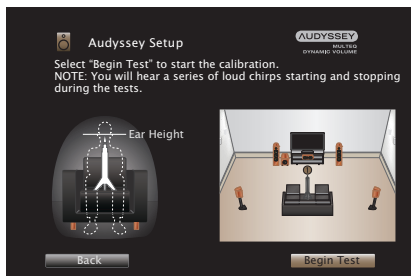 Audyssey Setup
AUDYSSEY
MULTEQ
DYNAMIC VOLUME
Select “Begin Test” to start the calibration.
NOTE: You will hear a series of loud chirps starting and stopping
during the tests.
Ear Height
Back
Begin Test